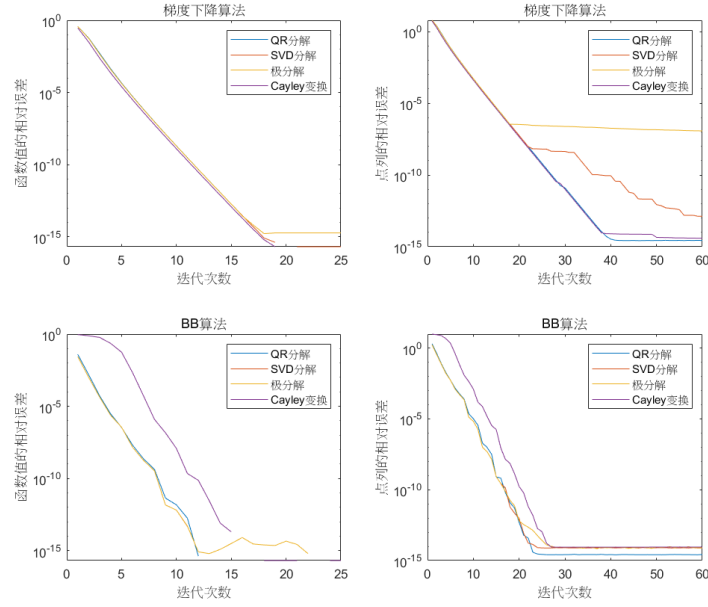 梯度下降算法
函数值的相对误差
10^0
10^-5
10^-10
10^-15
QR分解
SVD分解
极分解
Cayley变换
0 5 10 15 20 25
迭代次数
梯度下降算法
点列的相对误差
10^0
10^-5
10^-10
10^-15
QR分解
SVD分解
极分解
Cayley变换
0 10 20 30 40 50 60
迭代次数
BB算法
函数值的相对误差
10^0
10^-5
10^-10
10^-15
QR分解
SVD分解
极分解
Cayley变换
0 5 10 15 20 25
迭代次数
BB算法
点列的相对误差
10^0
10^-5
10^-10
10^-15
QR分解
SVD分解
极分解
Cayley变换
0 10 20 30 40 50 60
迭代次数